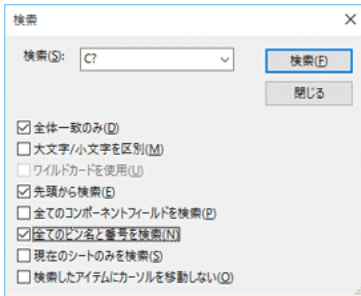 検索
検索(S): C?
検索(F)
閉じる
全体一致のみ(D)
大文字/小文字を区別(M)
ワイルドカードを使用(U)
先頭から検索(E)
全てのコンポーネントフィールドを検索(P)
全てのピン名と番号を検索(N)
現在のシートのみを検索(S)
検索したアイテムにカーソルを移動しない(O)